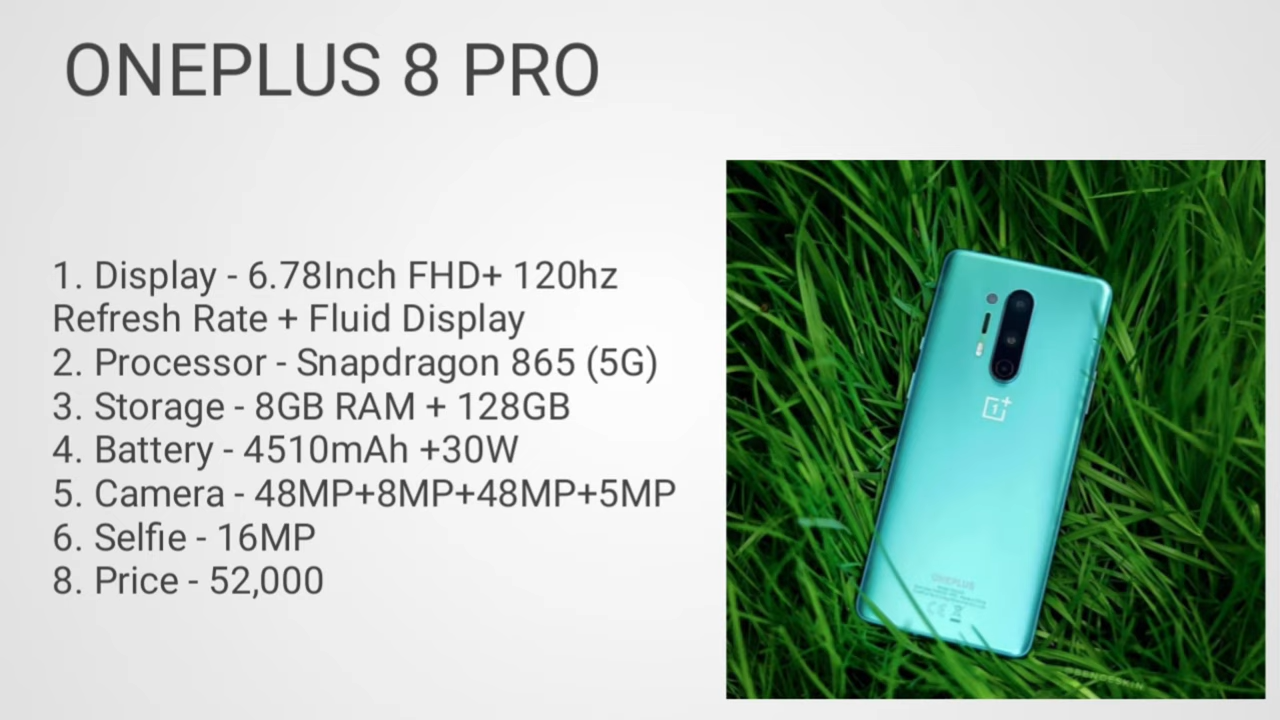 ONEPLUS 8 PRO
1. Display - 6.78Inch FHD+ 120hz
Refresh Rate + Fluid Display
2. Processor - Snapdragon 865 (5G)
3. Storage - 8GB RAM + 128GB
4. Battery - 4510mAh +30W
5. Camera - 48MP+8MP+48MP+5MP
6. Selfie - 16MP
8. Price - 52,000
ONEPLUS